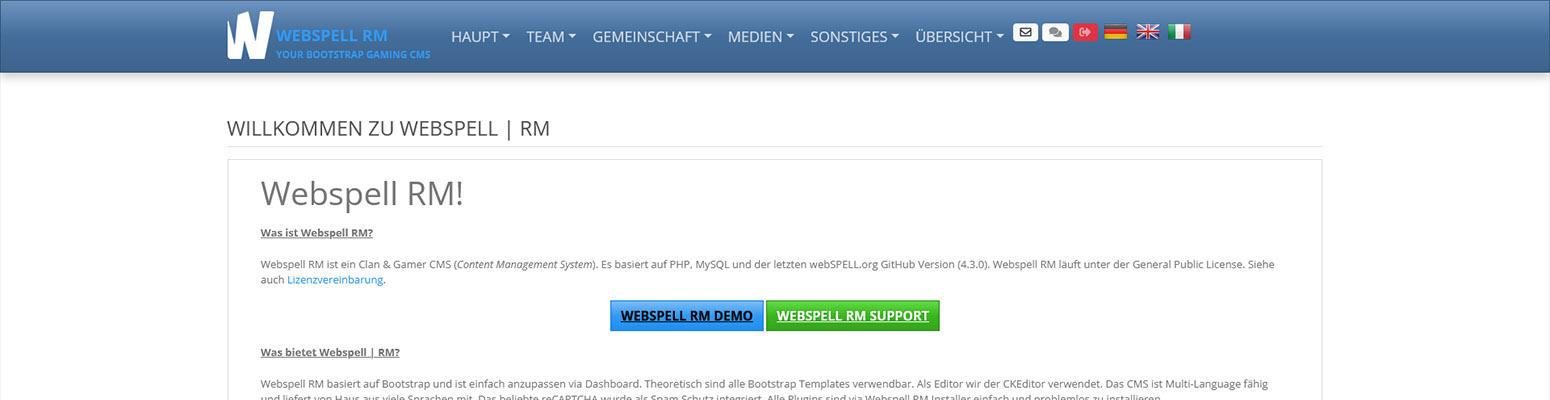 WEBSPELL RM
YOUR BOOTSTRAP GAMING CMS
HAUPT TEAM GEMEINSCHAFT MEDIEN SONSTIGES ÜBERSICHT
WILLKOMMEN ZU WEBSPELL | RM
Webspell RM!
Was ist Webspell RM?
Webspell RM ist ein Clan & Gamer CMS (Content Management System). Es basiert auf PHP, MySQL und der letzten webSPELL.org GitHub Version (4.3.0). Webspell RM läuft unter der General Public License. Siehe
auch Lizenzvereinbarung.
WEBSPELL RM DEMO WEBSPELL RM SUPPORT
Was bietet Webspell | RM?
Webspell RM basiert auf Bootstrap und ist einfach anzupassen via Dashboard. Theoretisch sind alle Bootstrap Templates verwendbar. Als Editor wir der CKEditor verwendet. Das CMS ist Multi-Language fähig
und liefert von Haus aus viele Sprachen mit. Das beliebte reCAPTCHA wurde als Spam Schutz integriert. Alle Plugins sind via Webspell RM Installer einfach und problemlos zu installieren.